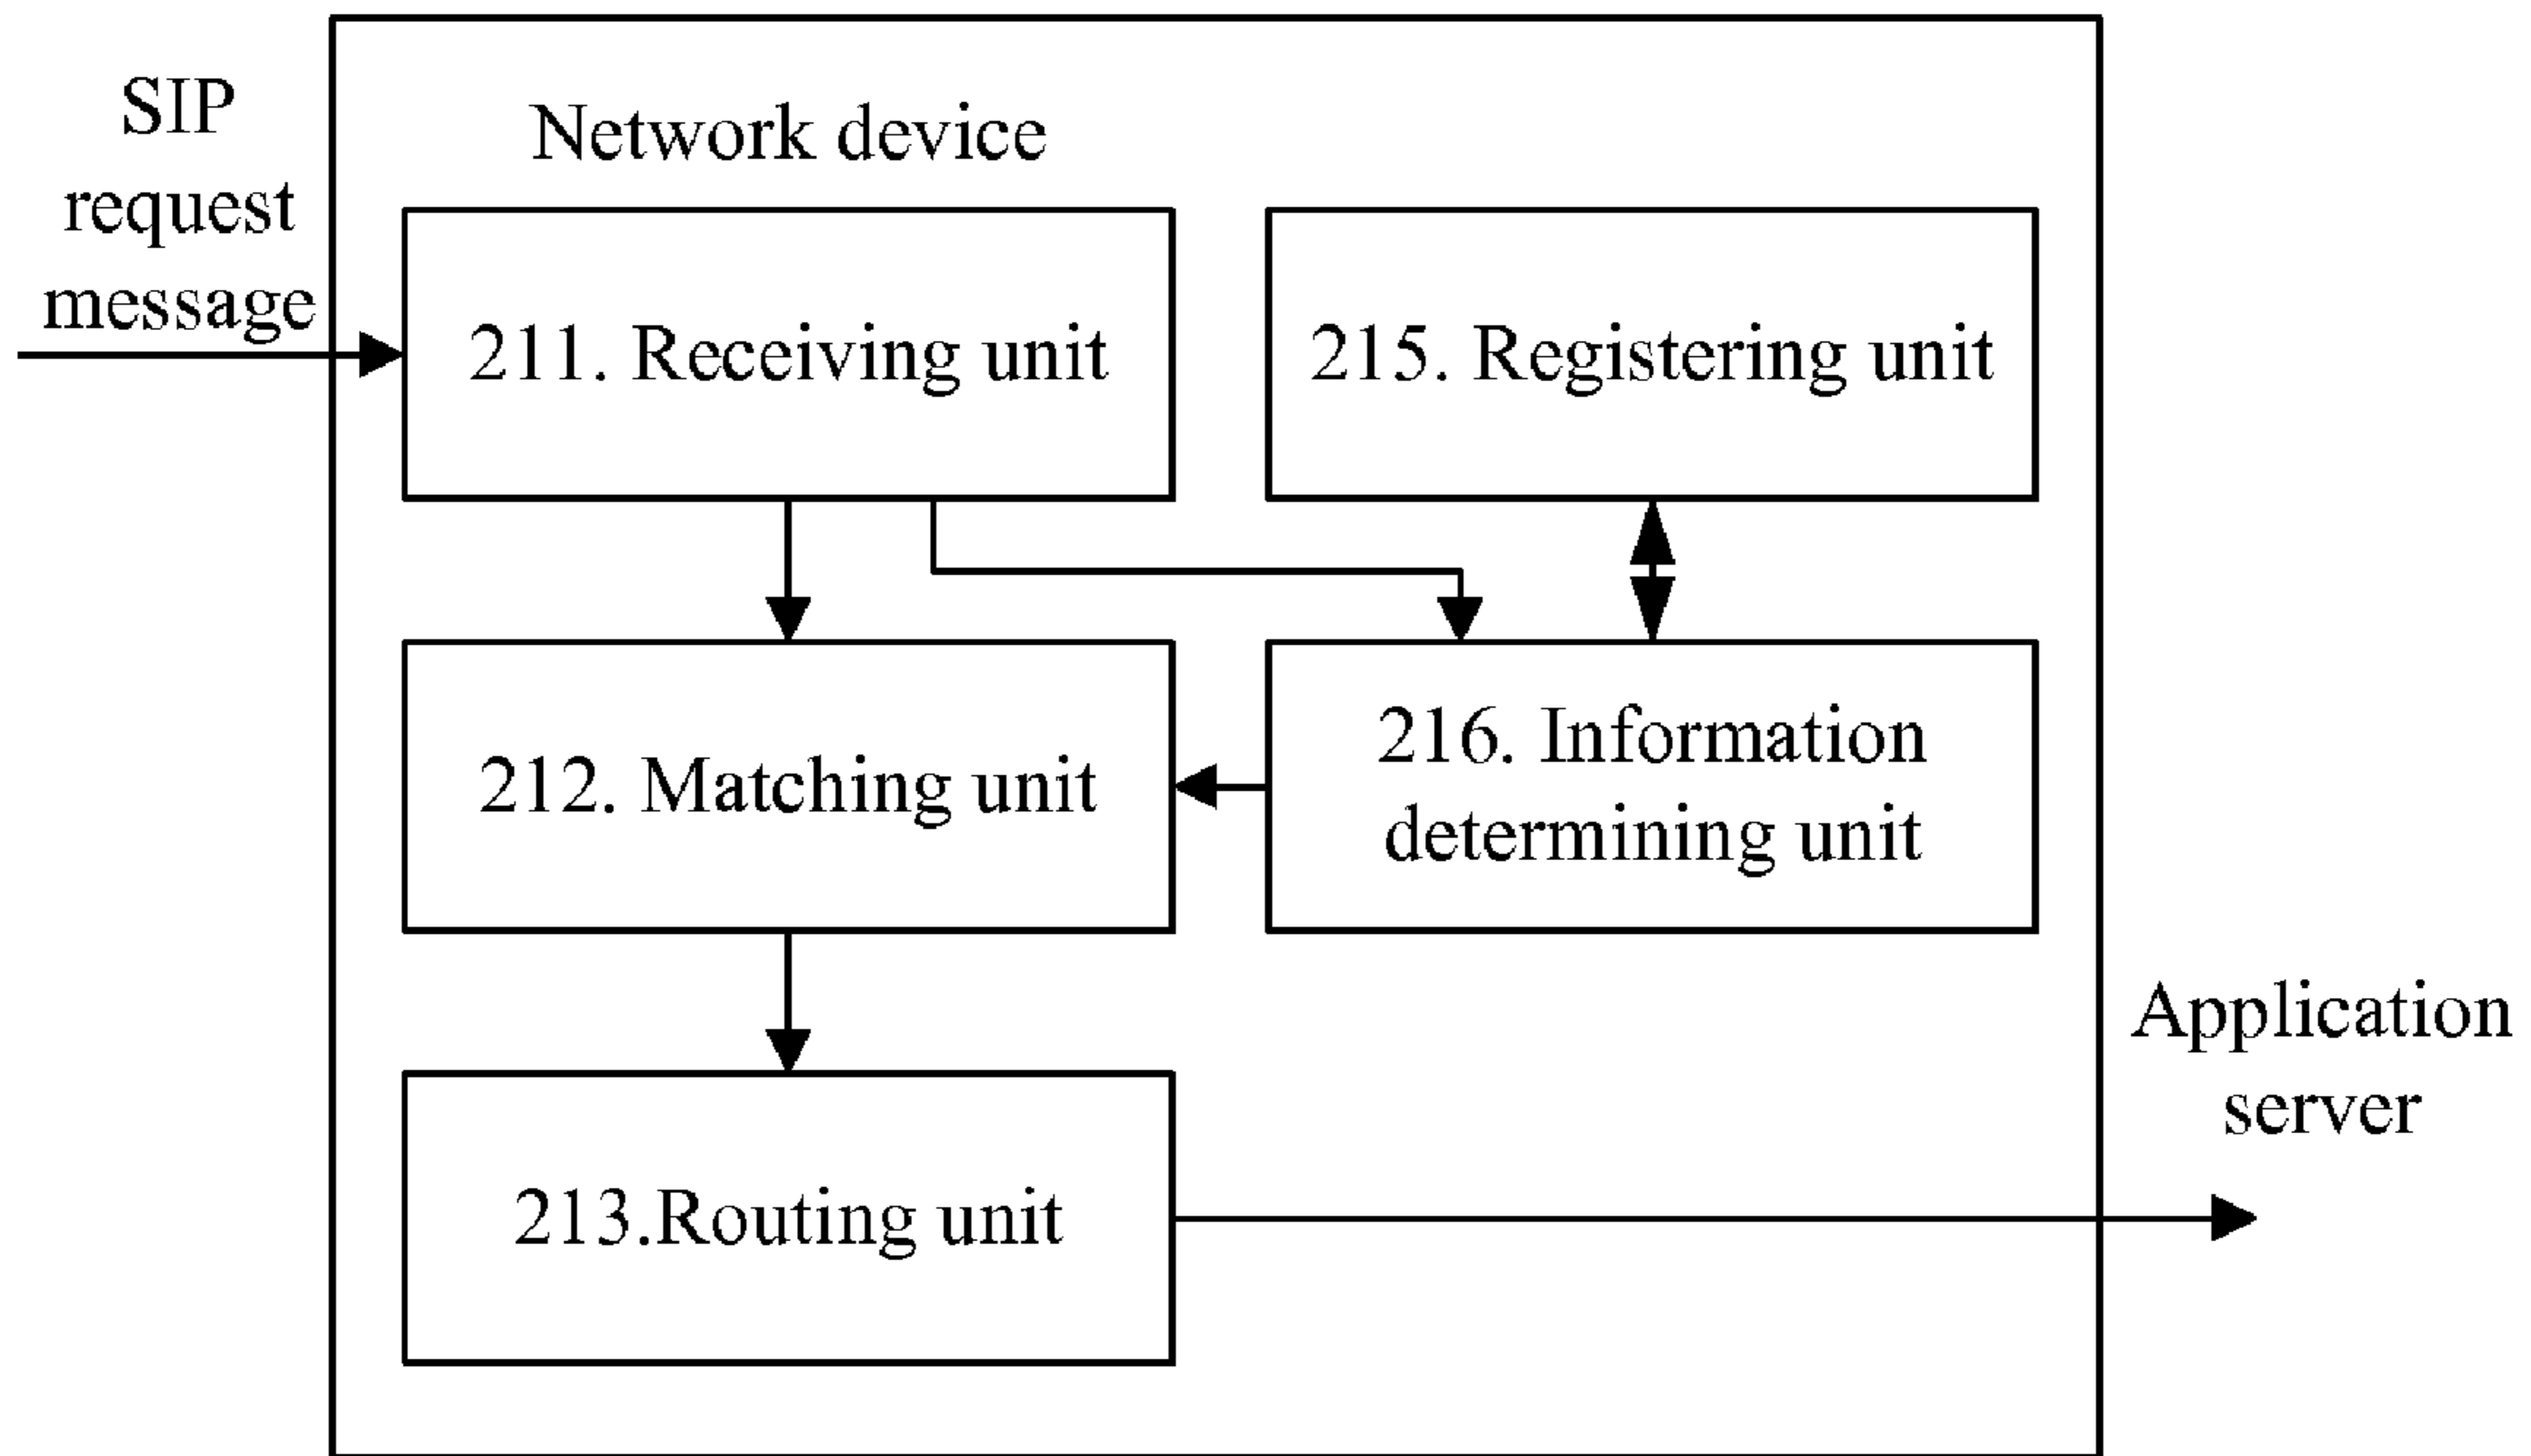 SIP
request
message
Network device
211. Receiving unit
215. Registering unit
212. Matching unit
216. Information
determining unit
213.Routing unit
Application
server